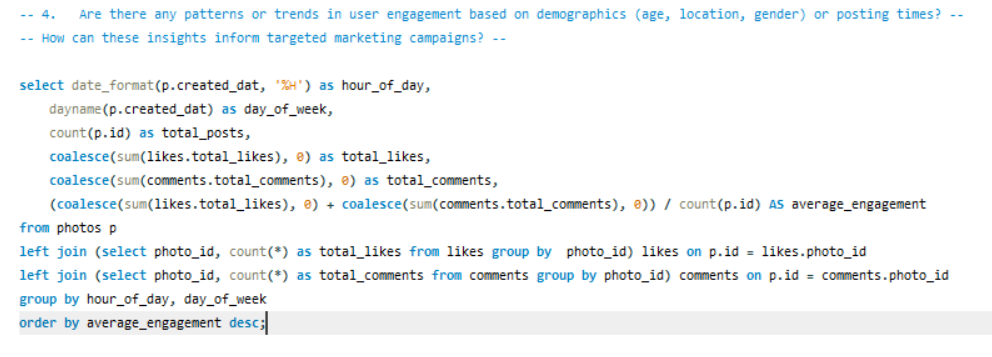 -- 4.   Are there any patterns or trends in user engagement based on demographics (age, location, gender) or posting times? --
-- How can these insights inform targeted marketing campaigns? --
select date_format(p.created_dat, '%H') as hour_of_day,
dayname(p.created_dat) as day_of_week,
count(p.id) as total_posts,
coalesce(sum(likes.total_likes), 0) as total_likes,
coalesce(sum(comments.total_comments), 0) as total_comments,
(coalesce(sum(likes.total_likes), 0) + coalesce(sum(comments.total_comments), 0)) / count(p.id) AS average_engagement
from photos p
left join (select photo_id, count(*) as total_likes from likes group by  photo_id) likes on p.id = likes.photo_id
left join (select photo_id, count(*) as total_comments from comments group by photo_id) comments on p.id = comments.photo_id
group by hour_of_day, day_of_week
order by average_engagement desc;